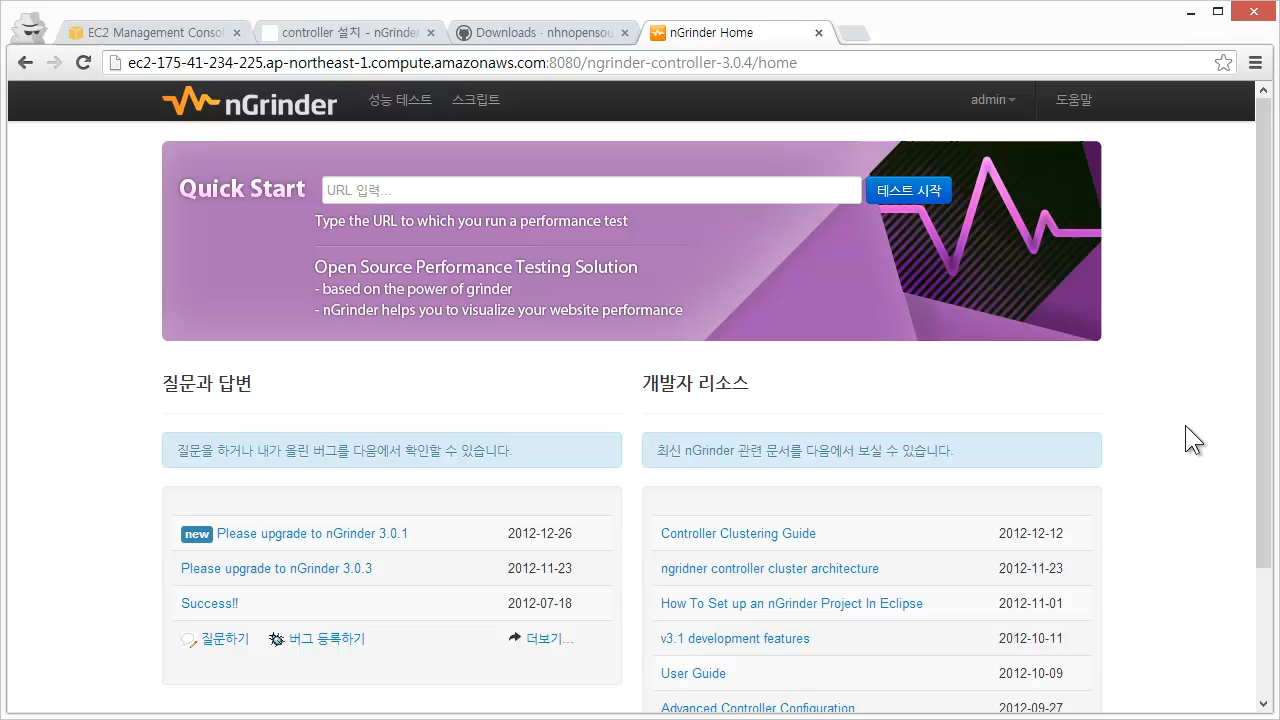 EC2 Management Conso
controller 설치 - nGrinde
Downloads · nhnopensou
nGrinder Home
ec2-175-41-234-225.ap-northeast-1.compute.amazonaws.com:8080/ngrinder-controller-3.0.4/home
nGrinder 성능 테스트 스크립트 admin 도움말
Quick Start URL 입력... 테스트 시작
Type the URL to which you run a performance test
Open Source Performance Testing Solution
- based on the power of grinder
- nGrinder helps you to visualize your website performance
질문과 답변
질문을 하거나 내가 올린 버그를 다음에서 확인할 수 있습니다.
new Please upgrade to nGrinder 3.0.1 2012-12-26
Please upgrade to nGrinder 3.0.3 2012-11-23
Success!! 2012-07-18
질문하기 버그 등록하기 더보기...
개발자 리소스
최신 nGrinder 관련 문서를 다음에서 보실 수 있습니다.
Controller Clustering Guide 2012-12-12
ngridner controller cluster architecture 2012-11-23
How To Set up an nGrinder Project In Eclipse 2012-11-01
v3.1 development features 2012-10-11
User Guide 2012-10-09
Advanced Controller Configuration 2012-09-27